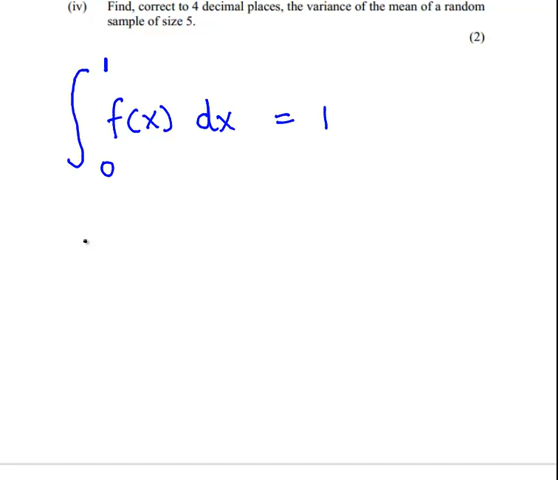 (iv) Find, correct to 4 decimal places, the variance of the mean of a random
sample of size 5.
(2)
∫₀¹ f(x) dx = 1